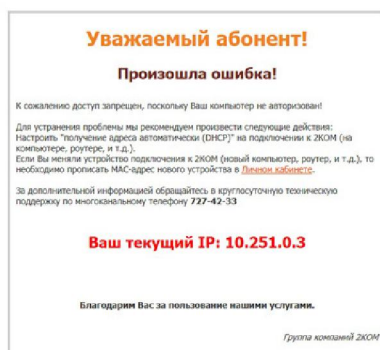 Уважаемый абонент!
Произошла ошибка!
К сожалению доступ запрещен, поскольку Ваш компьютер не авторизован!
Для устранения проблемы мы рекомендуем произвести следующие действия:
Настроить "получение адреса автоматически (DHCP)" на подключении к 2КОМ (на
компьютере, роутере, и т.д.).
Если Вы меняли устройство подключения к 2КОМ (новый компьютер, роутер, и т.д.), то
необходимо прописать MAC-адрес нового устройства в Личном кабинете.
За дополнительной информацией обращайтесь в круглосуточную техническую
поддержку по многоканальному телефону 727-42-33
Ваш текущий IP: 10.251.0.3
Благодарим Вас за пользование нашими услугами.
Группа компаний 2КОМ